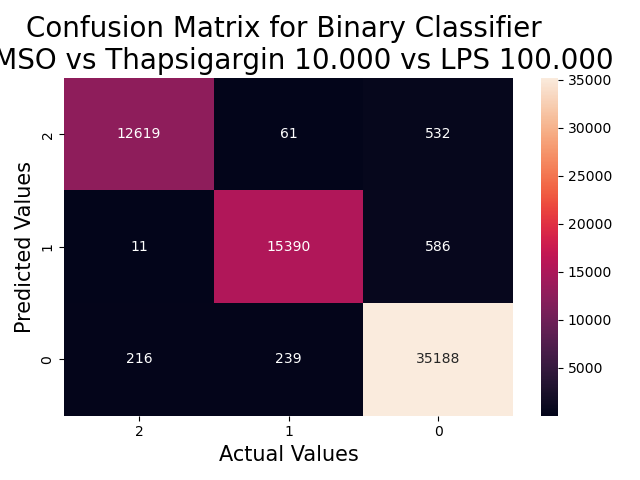 Confusion Matrix for Binary Classifier
MSO vs Thapsigargin 10.000 vs LPS 100.000
35000
2 12619 61 532
30000
25000
Predicted Values
1 11 15390 586
20000
15000
10000
0 216 239 35188
5000
2 1 0
Actual Values